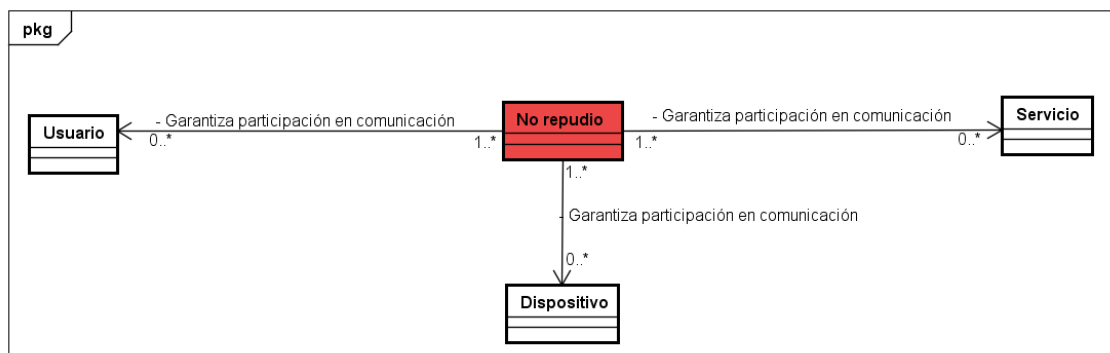 pkg
Usuario
- Garantiza participación en comunicación
0..*
1..*
No repudio
- Garantiza participación en comunicación
1..*
0..*
Servicio
1..*
- Garantiza participación en comunicación
0..*
Dispositivo